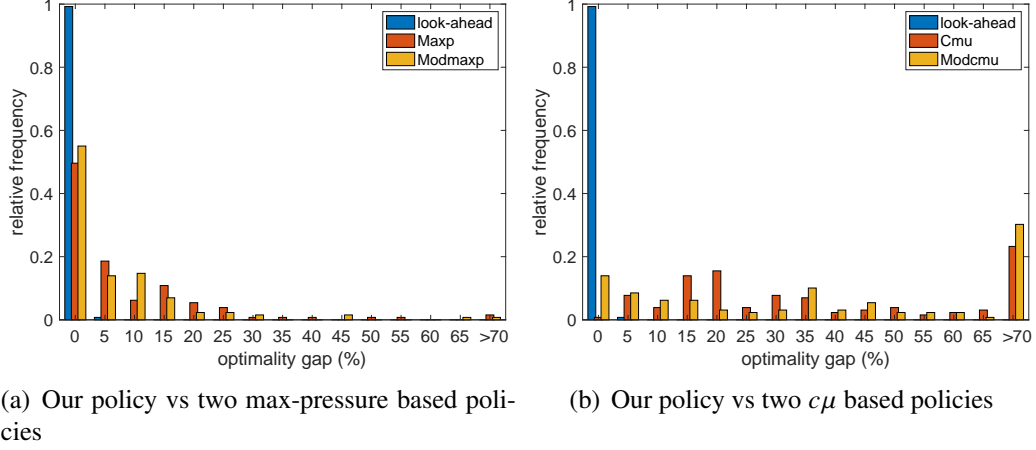 1
0.8
0.6
0.4
0.2
0
relative frequency
look-ahead
Maxp
Modmaxp
0 5 10 15 20 25 30 35 40 45 50 55 60 65 >70
optimality gap (%)
(a) Our policy vs two max-pressure based poli-
cies
1
0.8
0.6
0.4
0.2
0
relative frequency
look-ahead
Cmu
Modcmu
0 5 10 15 20 25 30 35 40 45 50 55 60 65 >70
optimality gap (%)
(b) Our policy vs two cμ based policies